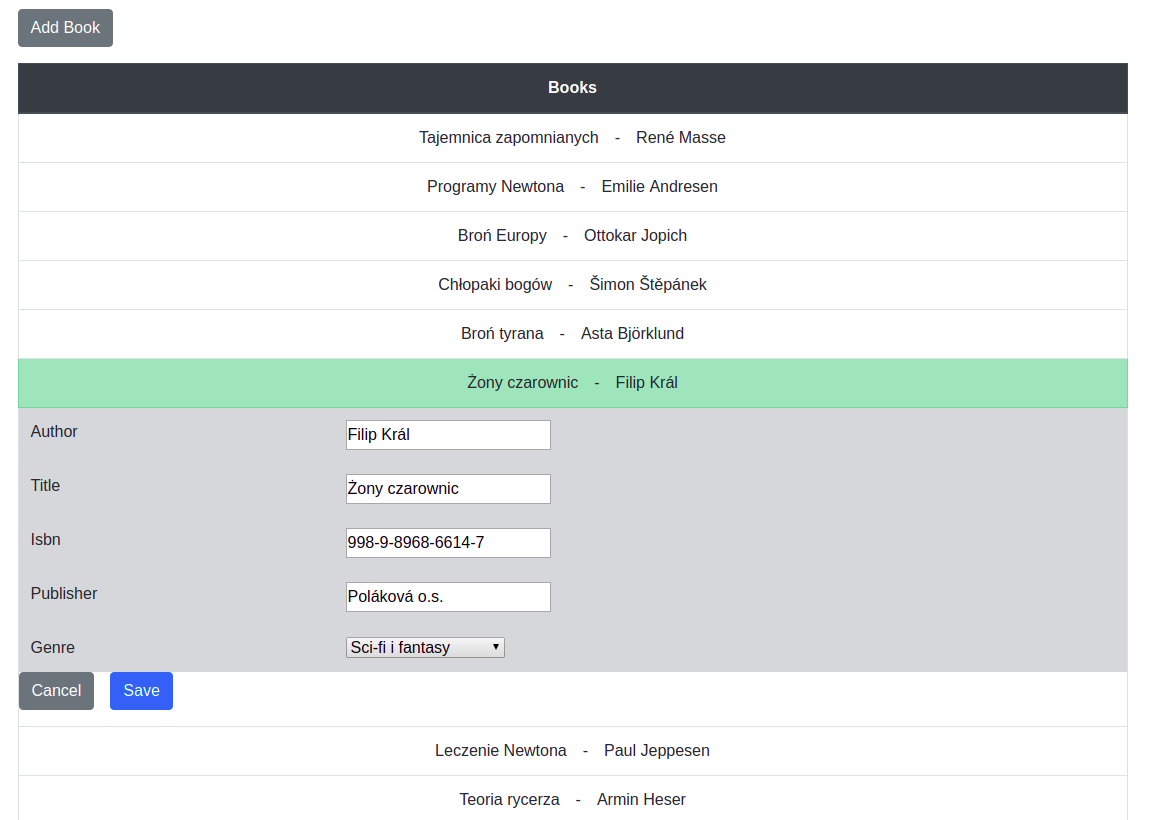 Add Book
Books
Tajemnica zapomnianych - René Masse
Programy Newtona - Emilie Andresen
Broń Europy - Ottokar Jopich
Chłopaki bogów - Šimon Štěpánek
Broń tyrana - Asta Björklund
Żony czarownic - Filip Král
Author Filip Král
Title Żony czarownic
Isbn 998-9-8968-6614-7
Publisher Poláková o.s.
Genre Sci-fi i fantasy
Cancel Save
Leczenie Newtona - Paul Jeppesen
Teoria rycerza - Armin Heser